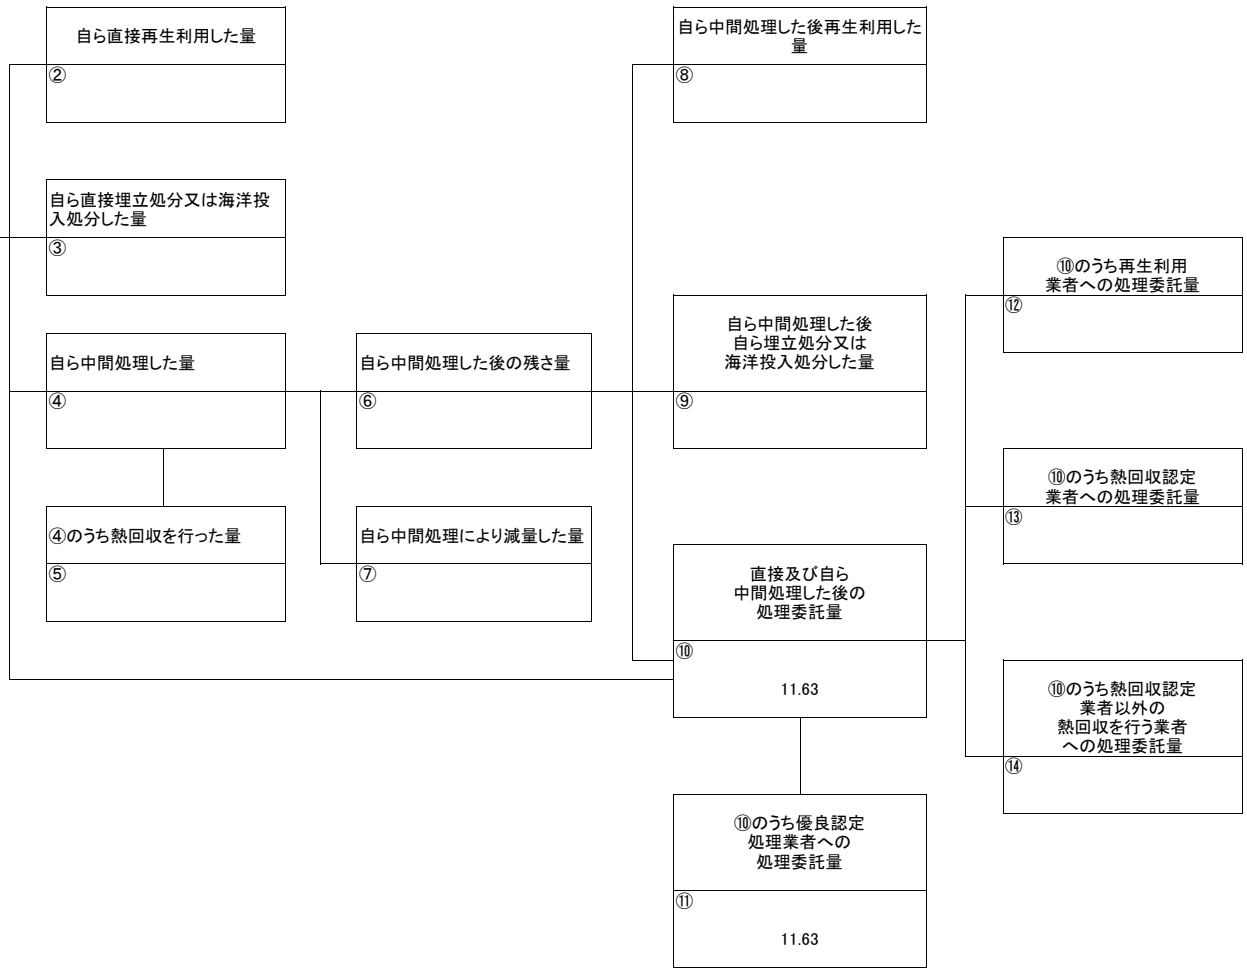 自ら直接再生利用した量
②
自ら中間処理した後再生利用した
量
⑧
自ら直接埋立処分又は海洋投
入処分した量
③
⑩のうち再生利用
業者への処理委託量
⑫
自ら中間処理した量
④
自ら中間処理した後の残さ量
⑥
自ら中間処理した後
自ら埋立処分又は
海洋投入処分した量
⑨
⑩のうち熱回収認定
業者への処理委託量
⑬
④のうち熱回収を行った量
⑤
自ら中間処理により減量した量
⑦
直接及び自ら
中間処理した後の
処理委託量
⑩
11.63
⑩のうち熱回収認定
業者以外の
熱回収を行う業者
への処理委託量
⑭
⑩のうち優良認定
処理業者への
処理委託量
⑪
11.63